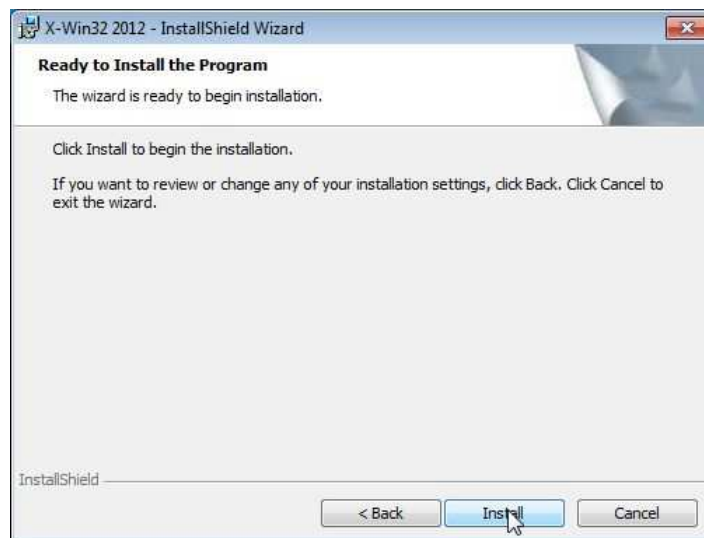 X-Win32 2012 - InstallShield Wizard
Ready to Install the Program
The wizard is ready to begin installation.
Click Install to begin the installation.
If you want to review or change any of your installation settings, click Back. Click Cancel to
exit the wizard.
InstallShield
< Back Install Cancel